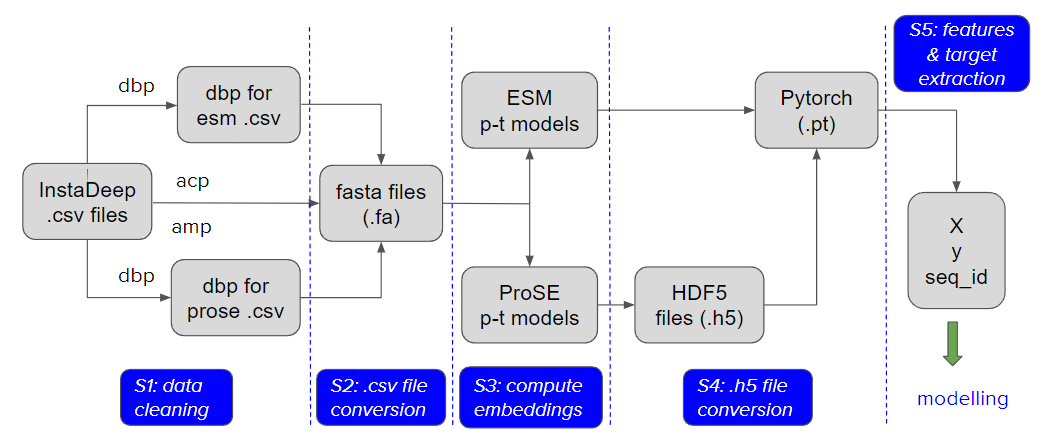 dbp
dbp for
esm .csv
InstaDeep
.csv files
acp
amp
dbp
dbp for
prose .csv
S1: data
cleaning
fasta files
(.fa)
S2: .csv file
conversion
ESM
p-t models
ProSE
p-t models
S3: compute
embeddings
HDF5
files (.h5)
Pytorch
(.pt)
S4: .h5 file
conversion
S5: features
& target
extraction
X
y
seq_id
modelling